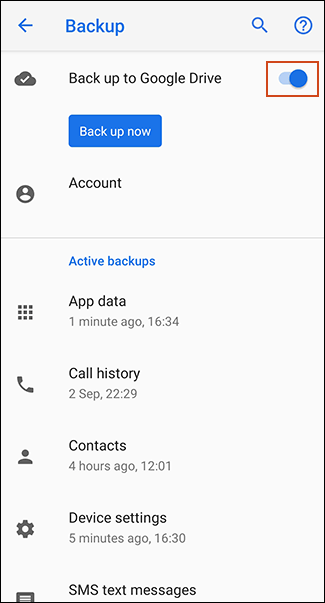 Backup
Back up to Google Drive
Back up now
Account
Active backups
App data
1 minute ago, 16:34
Call history
2 Sep, 22:29
Contacts
4 hours ago, 12:01
Device settings
5 minutes ago, 16:30
SMS text messages